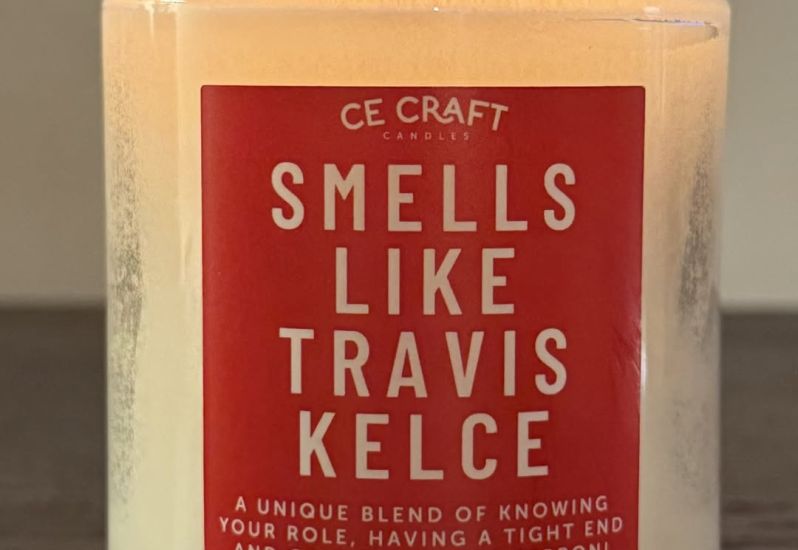 CE CRAFT
CANDLES
SMELLS
LIKE
TRAVIS
KELCE
A UNIQUE BLEND OF KNOWING
YOUR ROLE, HAVING A TIGHT END